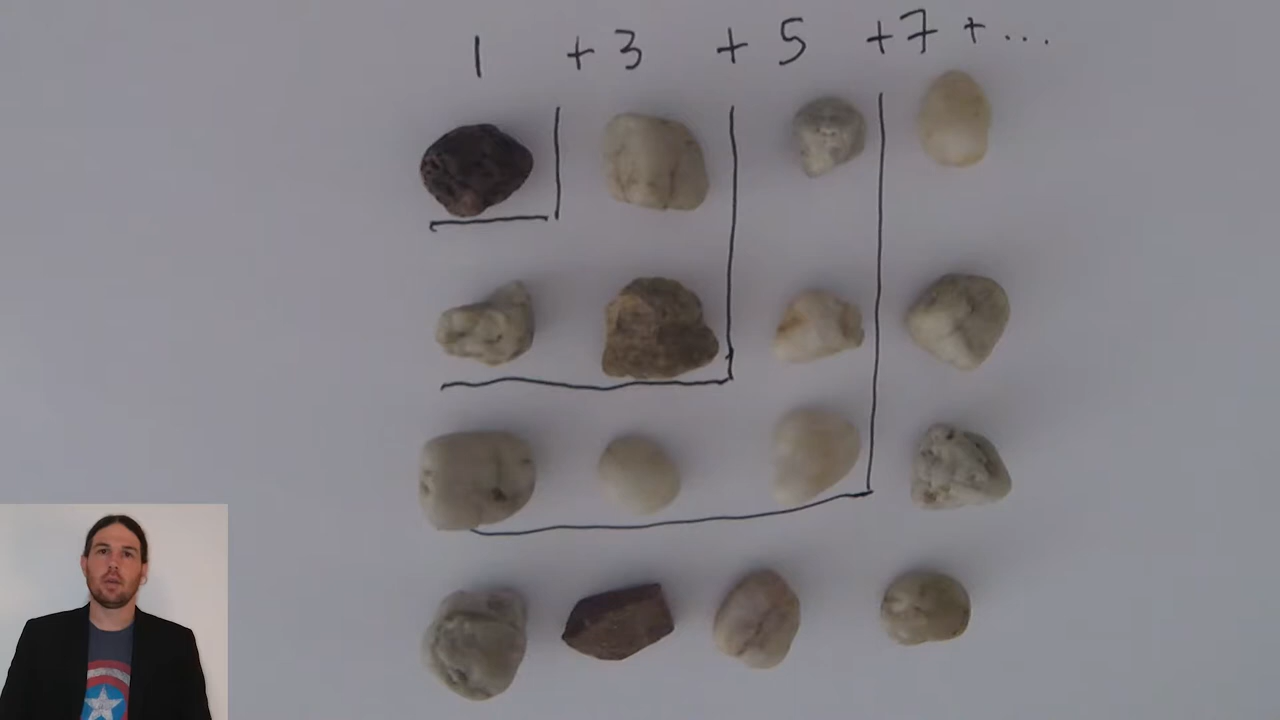 1 + 3 + 5 + 7 + ...